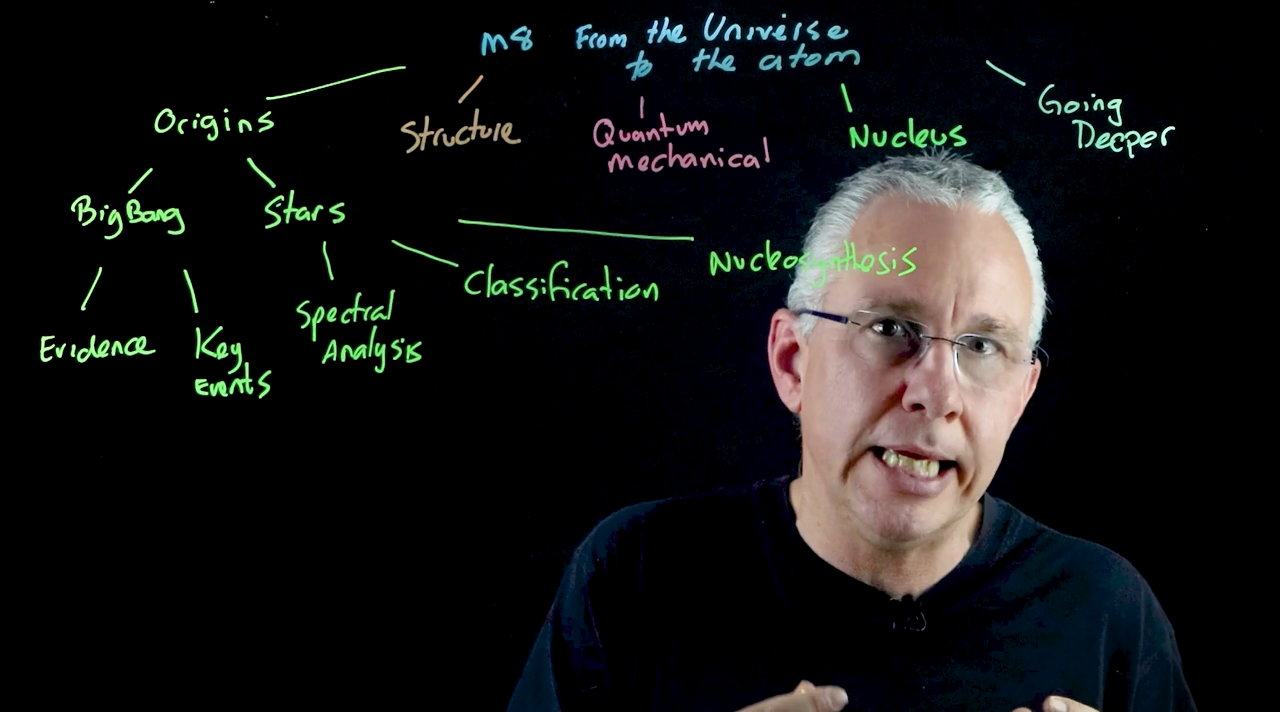 M8 From the Universe
to the atom
Origins
Structure
Quantum
mechanical
Nucleus
Going
Deeper
Big Bang
Stars
Evidence
Key
Events
Spectral
Analysis
Classification
Nucleosynthesis